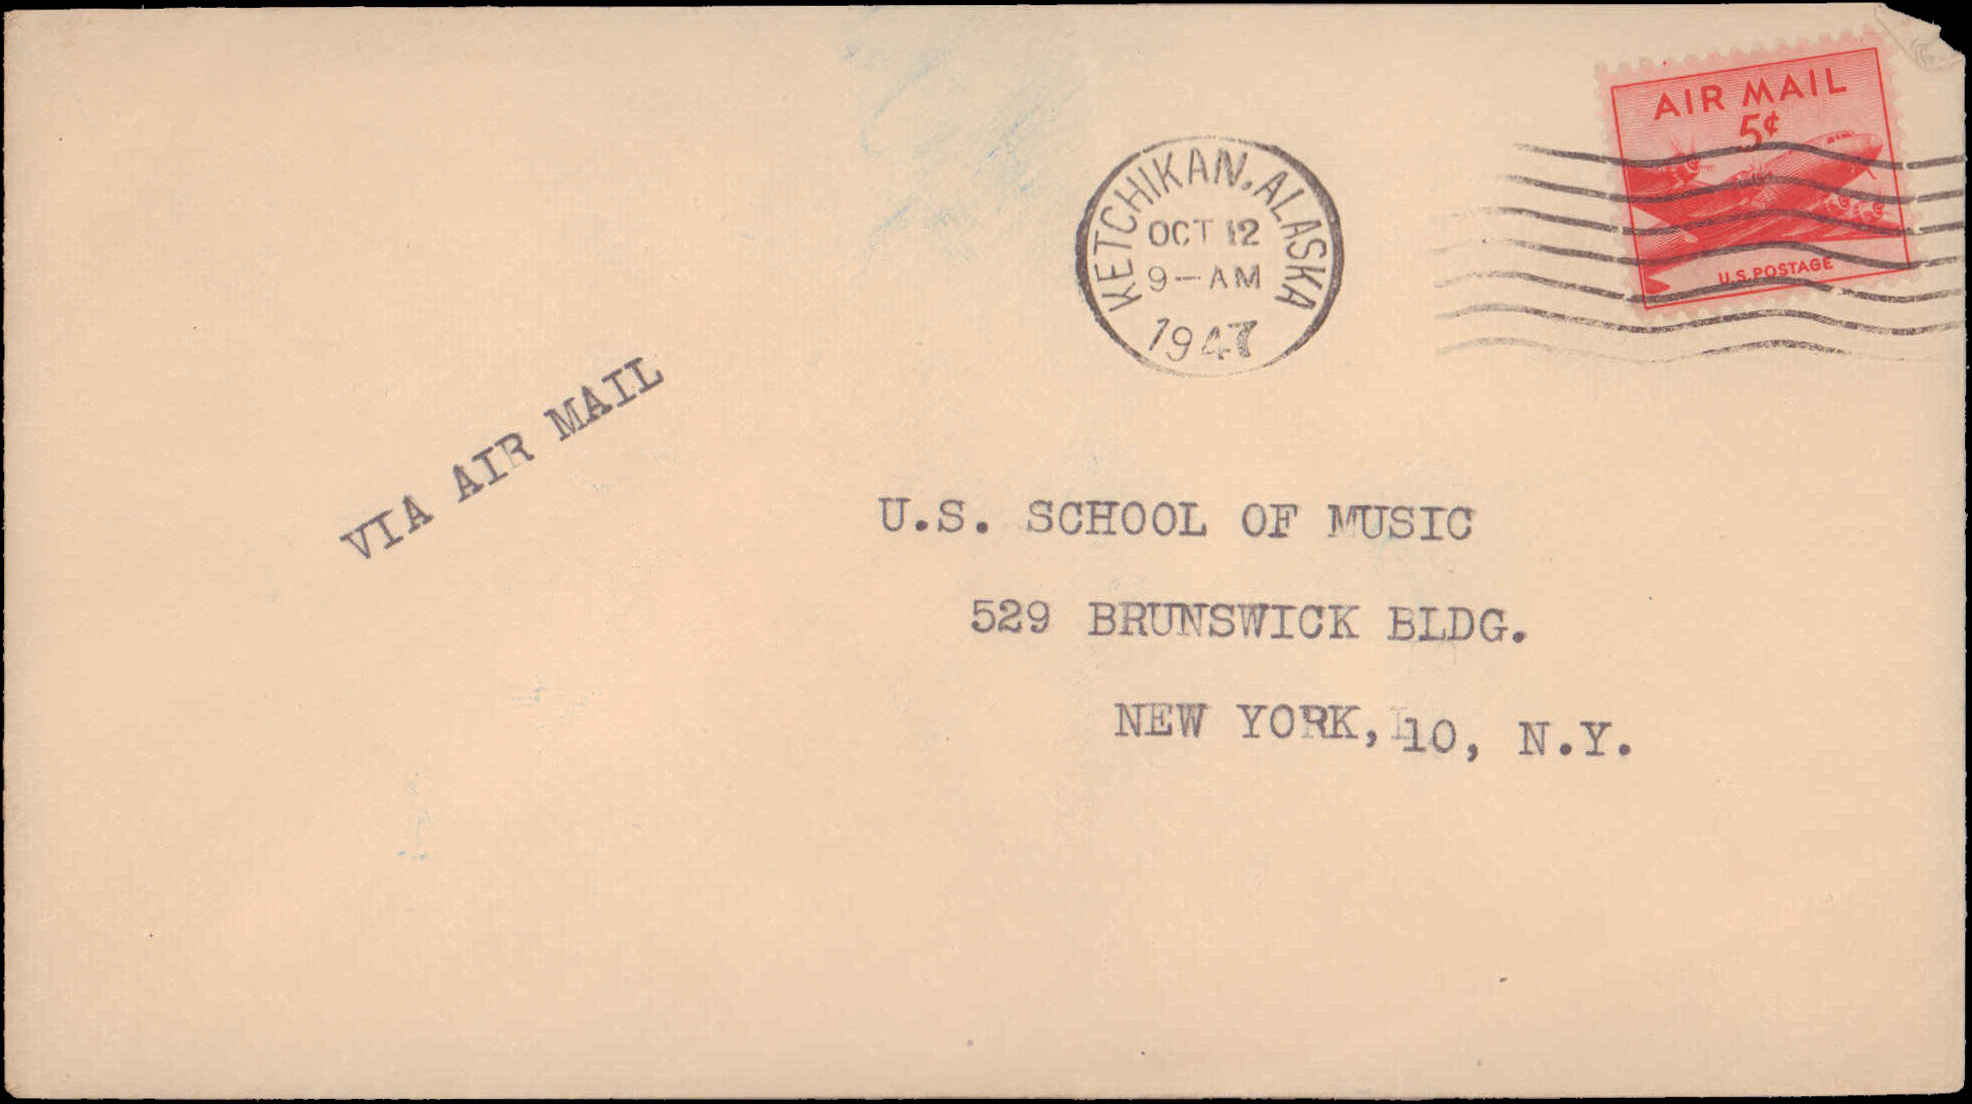 AIR MAIL
5¢
U.S. POSTAGE
KETCHIKAN, ALASKA
OCT 12
9-AM
1947
VIA AIR MAIL
U.S. SCHOOL OF MUSIC
529 BRUNSWICK BLDG.
NEW YORK, 10, N.Y.